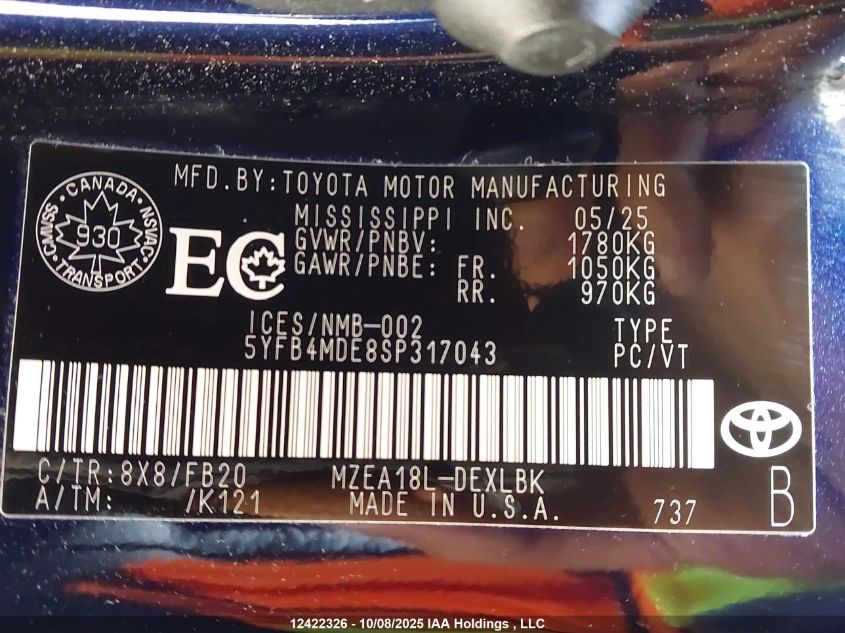 MFD.BY:TOYOTA MOTOR MANUFACTURING
MISSISSIPPI INC. 05/25
GVWR/PNBV: 1780KG
GAWR/PNBE: FR. 1050KG
RR. 970KG
CANADA
CMVSS
930
NSVAC
TRANSPORT
EC
ICES/NMB-002
TYPE
5YFB4MDE8SP317043
PC/VT
C/TR:8X8/FB20 MZEA18L-DEXLBK
A/TM: /K121 MADE IN U.S.A. 737 B
12422326 - 10/08/2025 IAA Holdings , LLC